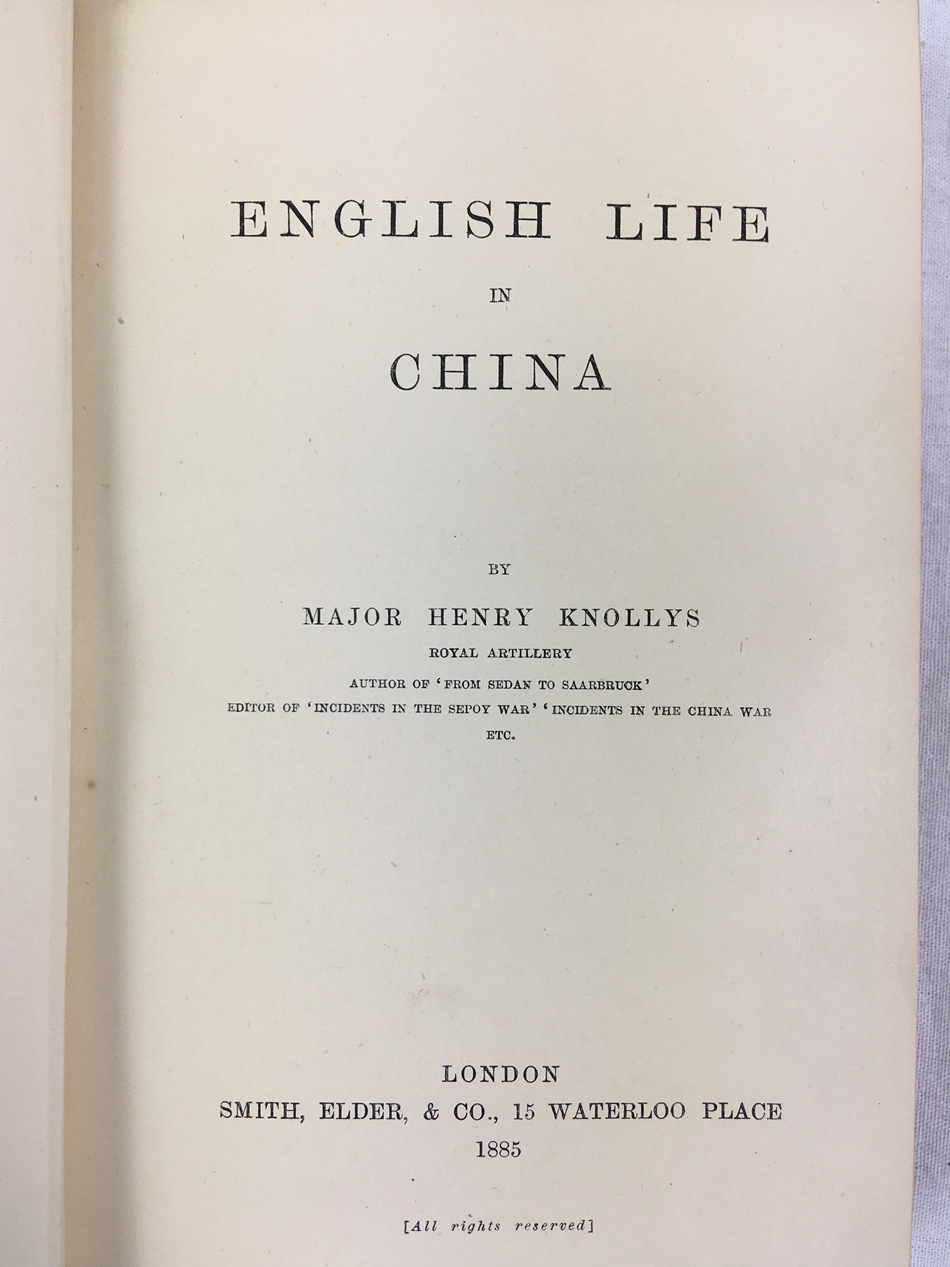 ENGLISH LIFE
IN
CHINA
BY
MAJOR HENRY KNOLLYS
ROYAL ARTILLERY
AUTHOR OF ‘FROM SEDAN TO SAARBRUCK’
EDITOR OF ‘INCIDENTS IN THE SEPOY WAR’ ‘INCIDENTS IN THE CHINA WAR
ETC.
LONDON
SMITH, ELDER, & CO., 15 WATERLOO PLACE
1885
[All rights reserved]